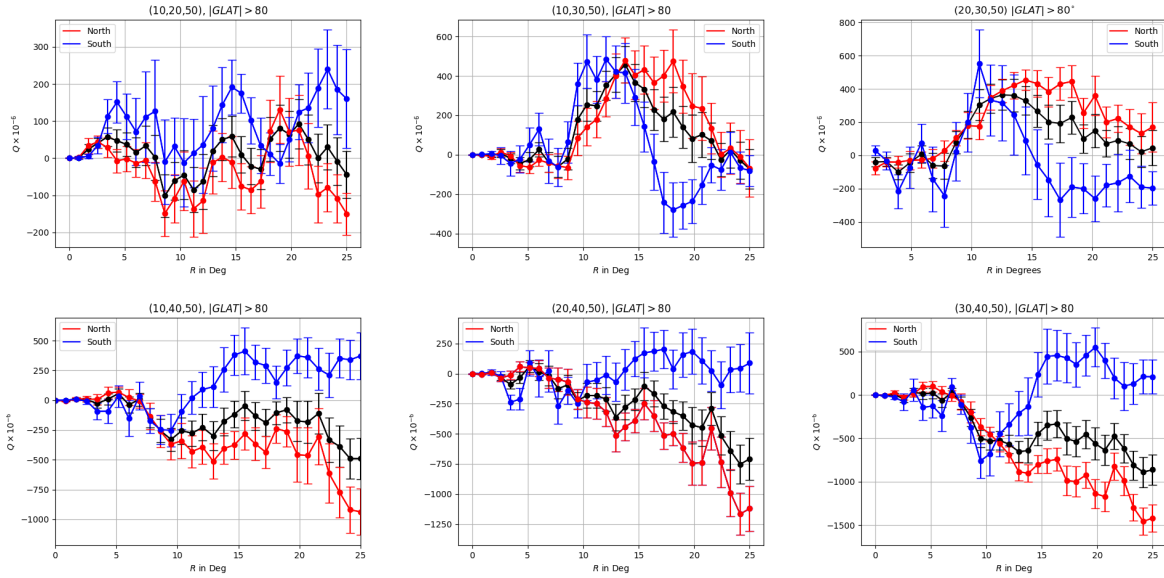 (10,20,50), |GLAT| > 80
300
200
100
0
−100
−200
Q × 10⁻⁶
North
South
0 5 10 15 20 25
R in Deg
(10,30,50), |GLAT| > 80
600
400
200
0
−200
−400
Q × 10⁻⁶
North
South
0 5 10 15 20 25
R in Deg
(20,30,50) |GLAT| > 80°
800
600
400
200
0
−200
−400
Q × 10⁻⁶
North
South
5 10 15 20 25
R in Degrees
(10,40,50), |GLAT| > 80
500
250
0
−250
−500
−750
−1000
Q × 10⁻⁶
North
South
0 5 10 15 20 25
R in Deg
(20,40,50), |GLAT| > 80
250
0
−250
−500
−750
−1000
−1250
Q × 10⁻⁶
North
South
0 5 10 15 20 25
R in Deg
(30,40,50), |GLAT| > 80
500
0
−500
−1000
−1500
Q × 10⁻⁶
North
South
0 5 10 15 20 25
R in Deg